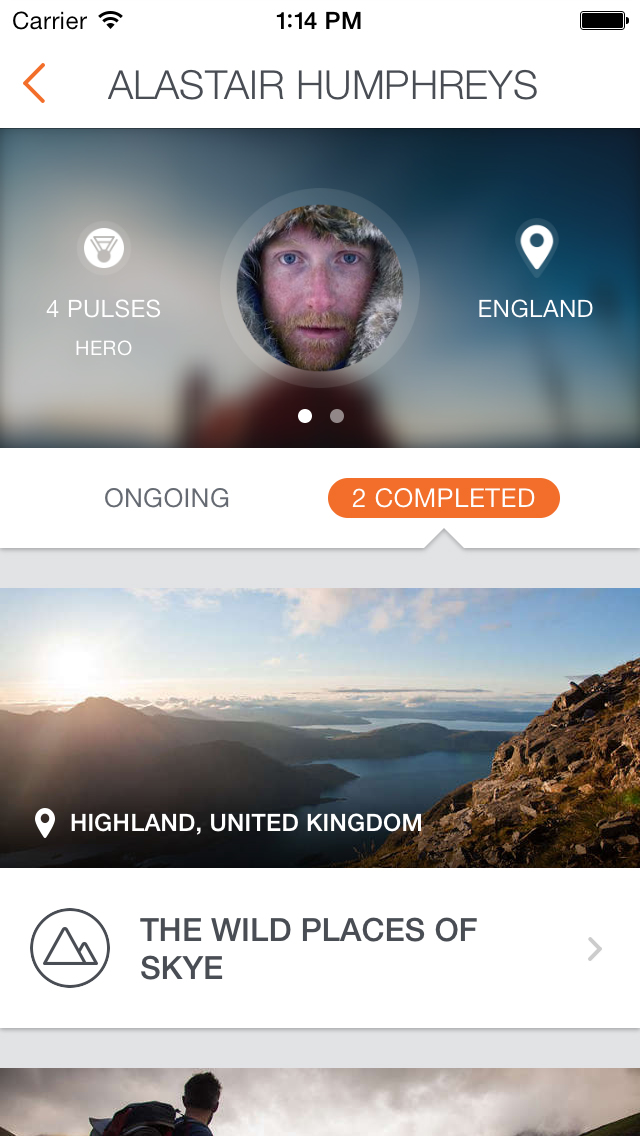 Carrier 1:14 PM
ALASTAIR HUMPHREYS
4 PULSES
HERO
ENGLAND
ONGOING
2 COMPLETED
HIGHLAND, UNITED KINGDOM
THE WILD PLACES OF
SKYE